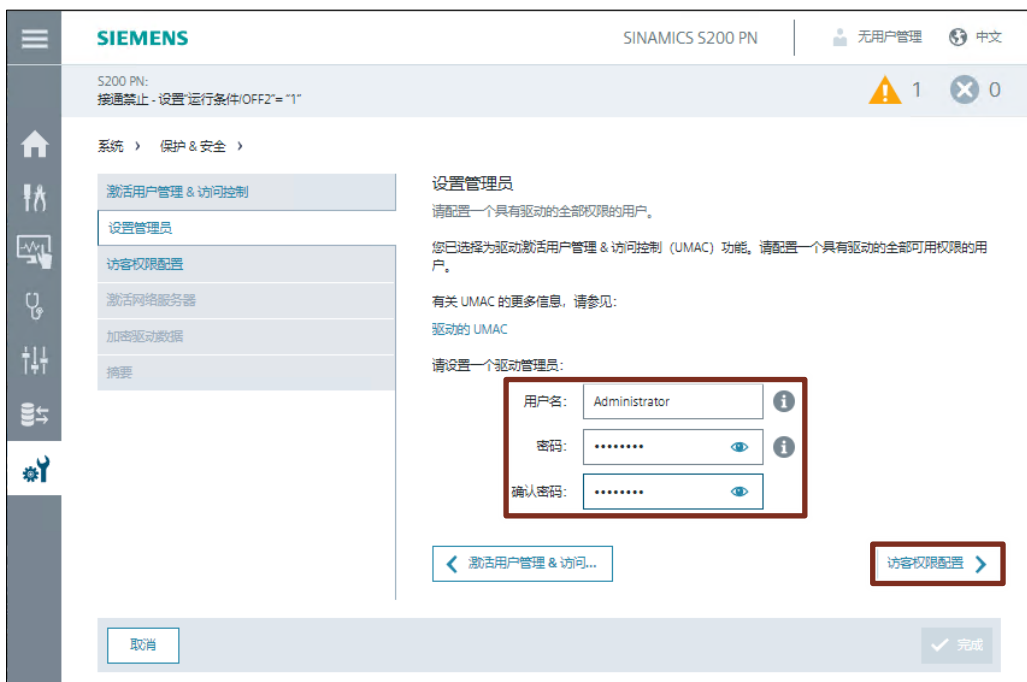 SIEMENS
SINAMICS S200 PN
无用户管理
中文
S200 PN:
接通禁止 - 设置"运行条件/OFF2"= "1"
1
0
系统 › 保护 & 安全 ›
激活用户管理 & 访问控制
设置管理员
访客权限配置
激活网络服务器
加密驱动数据
摘要
设置管理员
请配置一个具有驱动的全部权限的用户。
您已选择为驱动激活用户管理 & 访问控制（UMAC）功能。请配置一个具有驱动的全部可用权限的用
户。
有关 UMAC 的更多信息，请参见：
驱动的 UMAC
请设置一个驱动管理员：
用户名： Administrator
密码： ••••••••
确认密码： ••••••••
激活用户管理 & 访问...
访客权限配置
取消
完成